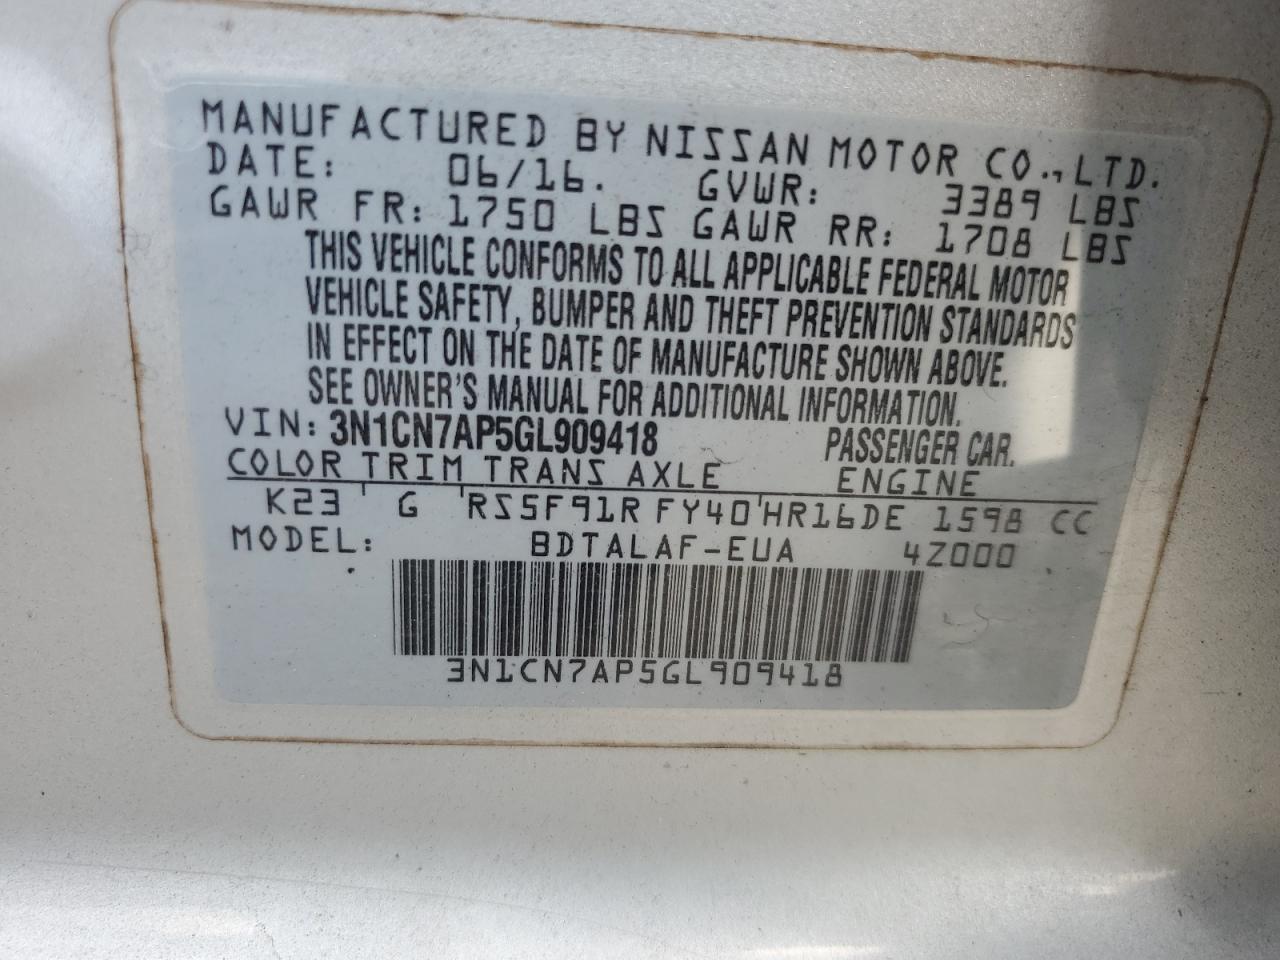 MANUFACTURED BY NISSAN MOTOR CO., LTD.
DATE: 06/16. GVWR: 3389 LBS
GAWR FR: 1750 LBS GAWR RR: 1708 LBS
THIS VEHICLE CONFORMS TO ALL APPLICABLE FEDERAL MOTOR
VEHICLE SAFETY, BUMPER AND THEFT PREVENTION STANDARDS
IN EFFECT ON THE DATE OF MANUFACTURE SHOWN ABOVE.
SEE OWNER'S MANUAL FOR ADDITIONAL INFORMATION.
VIN: 3N1CN7AP5GL909418 PASSENGER CAR.
COLOR TRIM TRANS AXLE ENGINE
K23 G RS5F91R FY40 HR16DE 1598 CC
MODEL: BDTALAF-EUA 4Z000
3N1CN7AP5GL909418